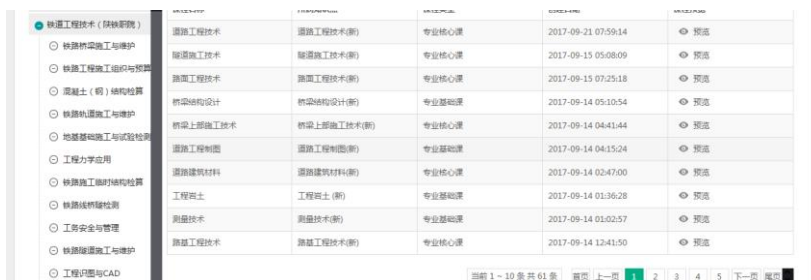 铁道工程技术（陕铁职院）
铁路桥梁施工与维护
铁路工程施工组织与预算
混凝土（钢）结构检算
铁路轨道施工与维护
地基基础施工与试验检测
工程力学应用
铁路施工临时结构检算
铁路线桥隧检测
工务安全与管理
铁路隧道施工与维护
工程识图与CAD
道路工程技术 道路工程技术(新) 专业核心课 2017-09-21 07:59:14 预览
隧道施工技术 隧道施工技术(新) 专业核心课 2017-09-15 05:08:09 预览
路面工程技术 路面工程技术(新) 专业核心课 2017-09-15 07:25:18 预览
桥梁结构设计 桥梁结构设计(新) 专业基础课 2017-09-14 05:10:54 预览
桥梁上部施工技术 桥梁上部施工技术(新) 专业核心课 2017-09-14 04:41:44 预览
道路工程制图 道路工程制图(新) 专业基础课 2017-09-14 04:15:24 预览
道路建筑材料 道路建筑材料(新) 专业核心课 2017-09-14 02:47:00 预览
工程岩土 工程岩土 (新) 专业基础课 2017-09-14 01:36:28 预览
测量技术 测量技术(新) 专业基础课 2017-09-14 01:02:57 预览
路基工程技术 路基工程技术(新) 专业核心课 2017-09-14 12:41:50 预览
当前 1 ~ 10 条 共 61 条 首页 上一页 1 2 3 4 5 下一页 尾页